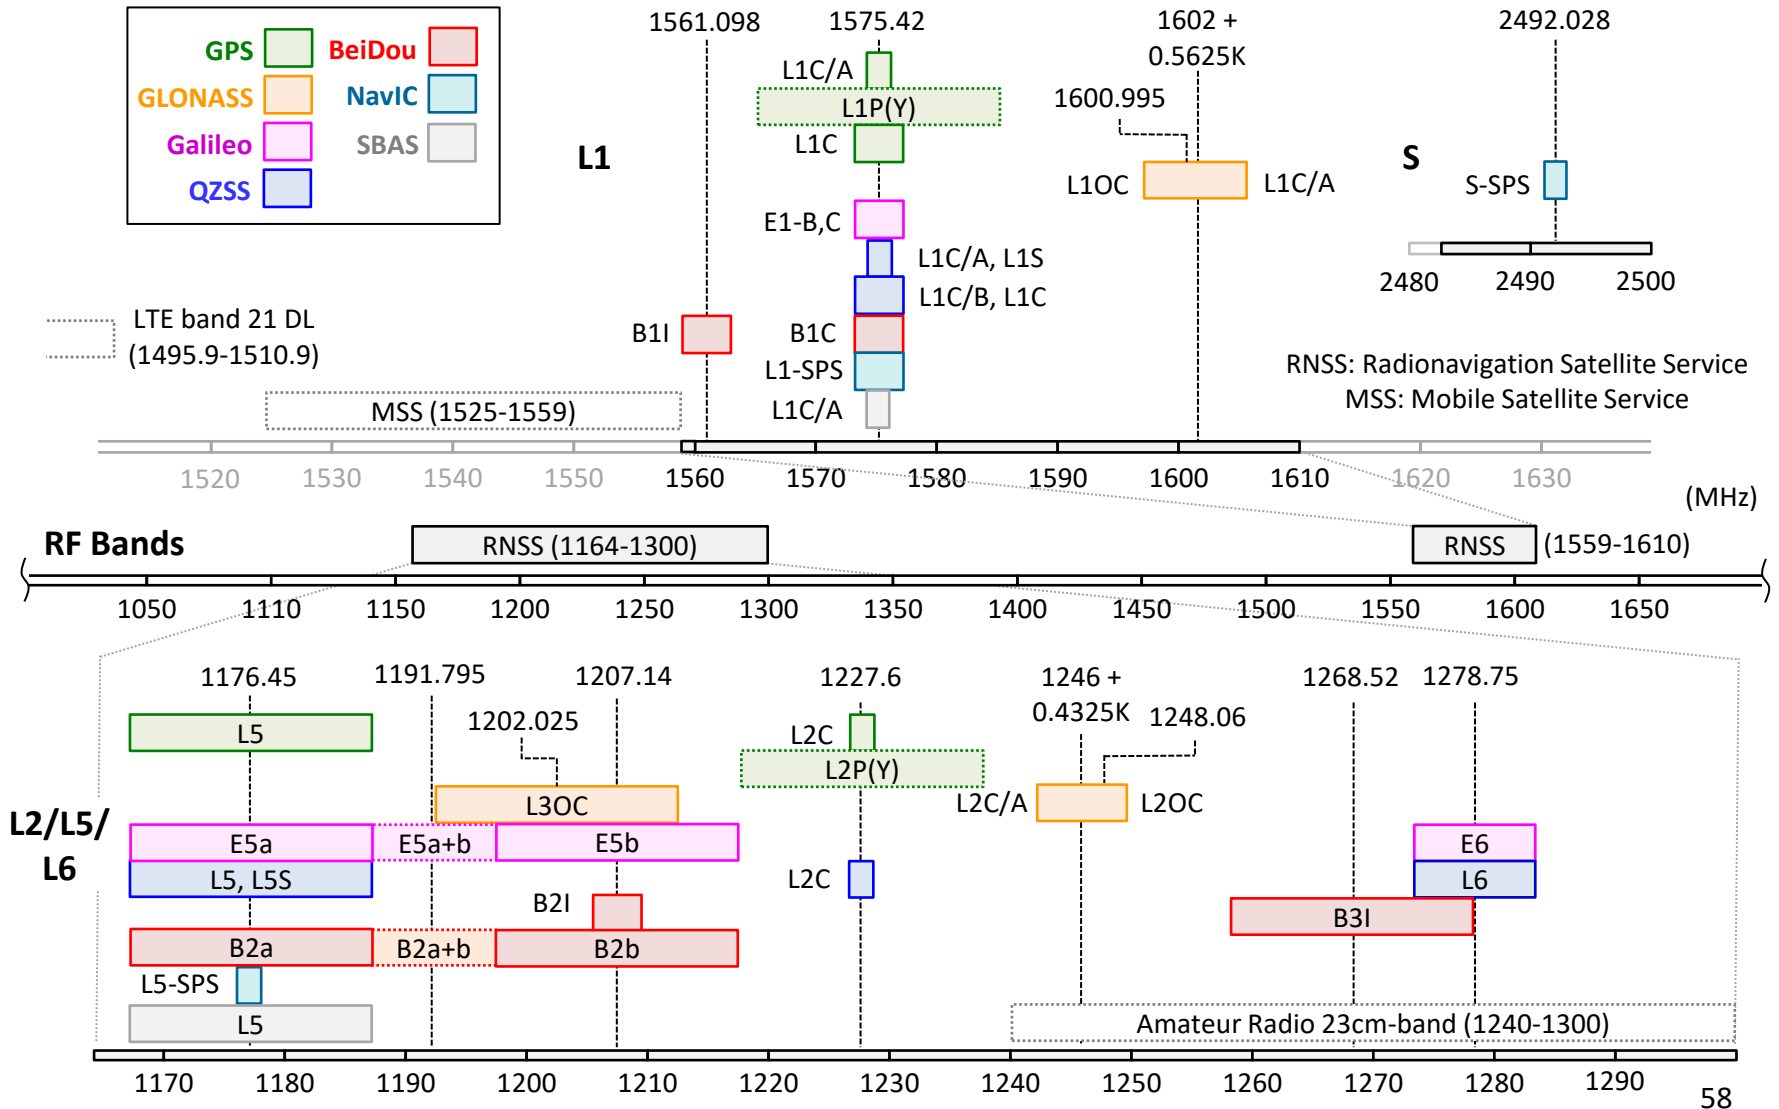 GPS
BeiDou
GLONASS
NavIC
Galileo
SBAS
QZSS
1561.098
1575.42
1602 +
0.5625K
2492.028
L1C/A
L1P(Y)
1600.995
L1C
L1
S
L1OC
L1C/A
S-SPS
E1-B,C
L1C/A, L1S
2480
2490
2500
L1C/B, L1C
LTE band 21 DL
(1495.9-1510.9)
B1I
B1C
L1-SPS
RNSS: Radionavigation Satellite Service
MSS: Mobile Satellite Service
MSS (1525-1559)
L1C/A
1520
1530
1540
1550
1560
1570
1580
1590
1600
1610
1620
1630
(MHz)
RF Bands
RNSS (1164-1300)
RNSS
(1559-1610)
1050
1110
1150
1200
1250
1300
1350
1400
1450
1500
1550
1600
1650
1176.45
1191.795
1207.14
1227.6
1246 +
0.4325K
1268.52
1278.75
1202.025
1248.06
L5
L2C
L2P(Y)
L3OC
L2C/A
L2OC
L2/L5/
L6
E5a
E5a+b
E5b
E6
L5, L5S
L2C
L6
B2I
B3I
B2a
B2a+b
B2b
L5-SPS
L5
Amateur Radio 23cm-band (1240-1300)
1170
1180
1190
1200
1210
1220
1230
1240
1250
1260
1270
1280
1290
58